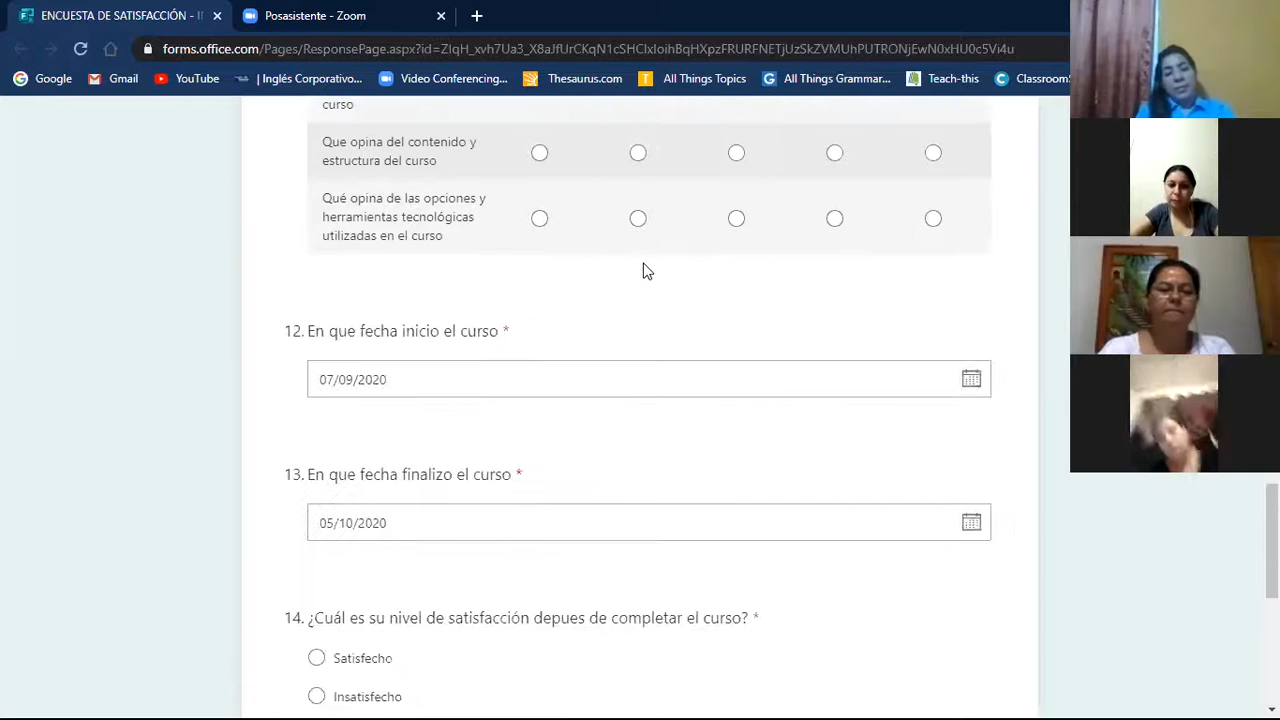 ENCUESTA DE SATISFACCIÓN - I
Posasistente - Zoom
forms.office.com/Pages/ResponsePage.aspx?id=ZIqH_xvh7Ua3_X8aJfUrCKqN1cSHCIxIoihBqHXpzFRURFNETjUzSkZVMUhPUTRONjEwN0xHU0c5Vi4u
Google
Gmail
YouTube
| Inglés Corporativo...
Video Conferencing...
Thesaurus.com
All Things Topics
All Things Grammar...
Teach-this
ClassroomS
curso
Que opina del contenido y
estructura del curso
Qué opina de las opciones y
herramientas tecnológicas
utilizadas en el curso
12. En que fecha inicio el curso *
07/09/2020
13. En que fecha finalizo el curso *
05/10/2020
14. ¿Cuál es su nivel de satisfacción depues de completar el curso? *
Satisfecho
Insatisfecho